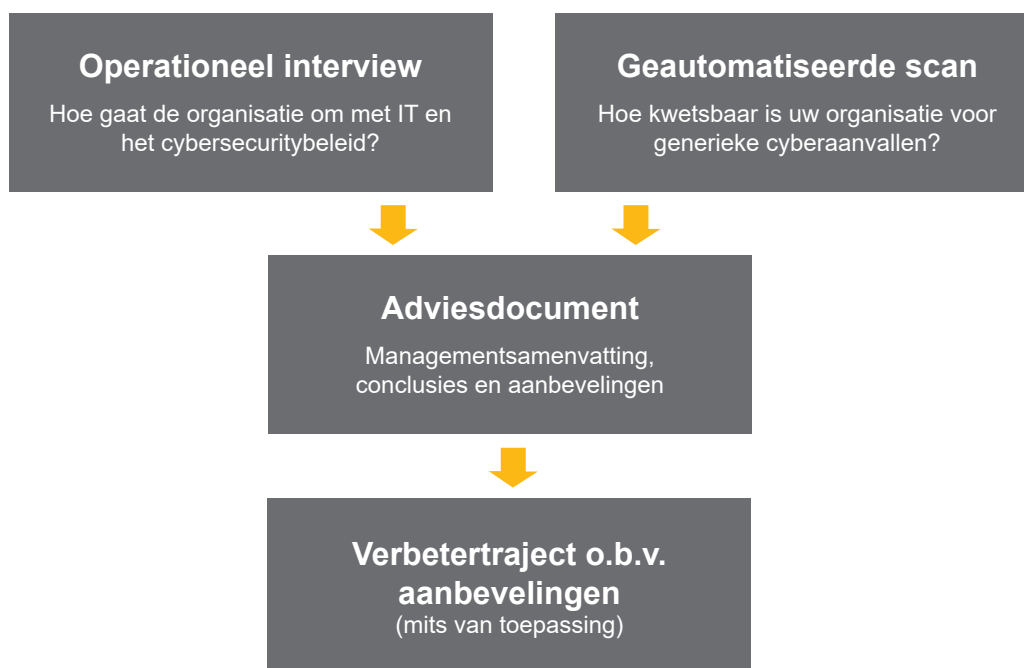 Operationeel interview
Hoe gaat de organisatie om met IT en
het cybersecuritybeleid?
Geautomatiseerde scan
Hoe kwetsbaar is uw organisatie voor
generieke cyberaanvallen?
Adviesdocument
Managementsamenvatting,
conclusies en aanbevelingen
Verbetertraject o.b.v.
aanbevelingen
(mits van toepassing)